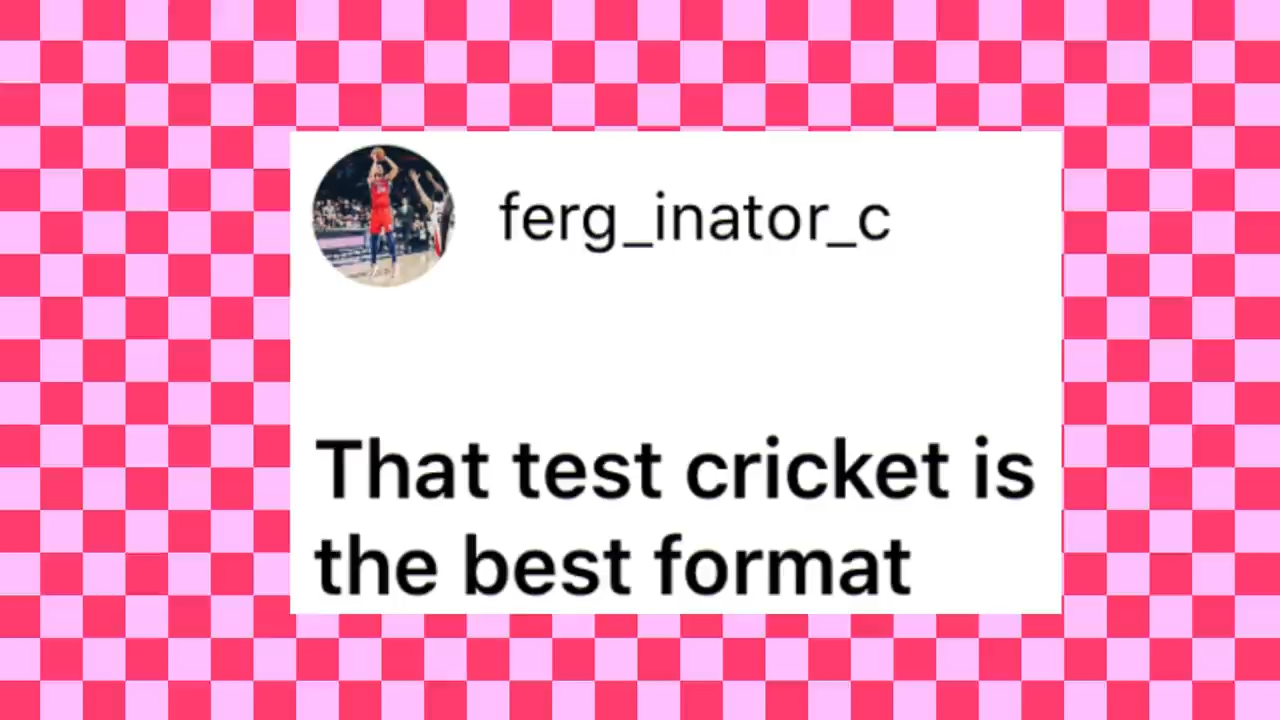 ferg_inator_c
That test cricket is
the best format